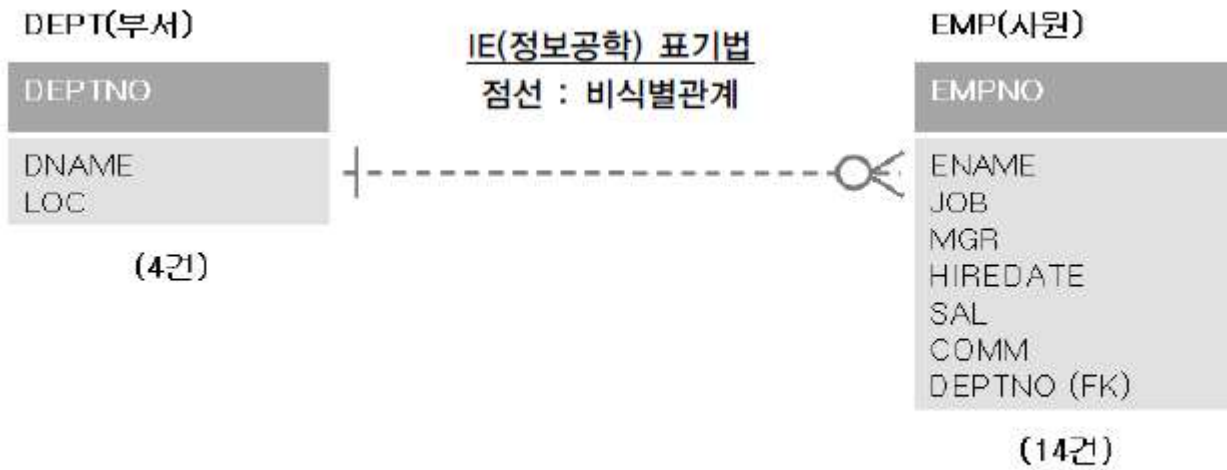 DEPT(부서)
DEPTNO
DNAME
LOC
(4건)
IE(정보공학) 표기법
점선 : 비식별관계
EMP(사원)
EMPNO
ENAME
JOB
MGR
HIREDATE
SAL
COMM
DEPTNO (FK)
(14건)